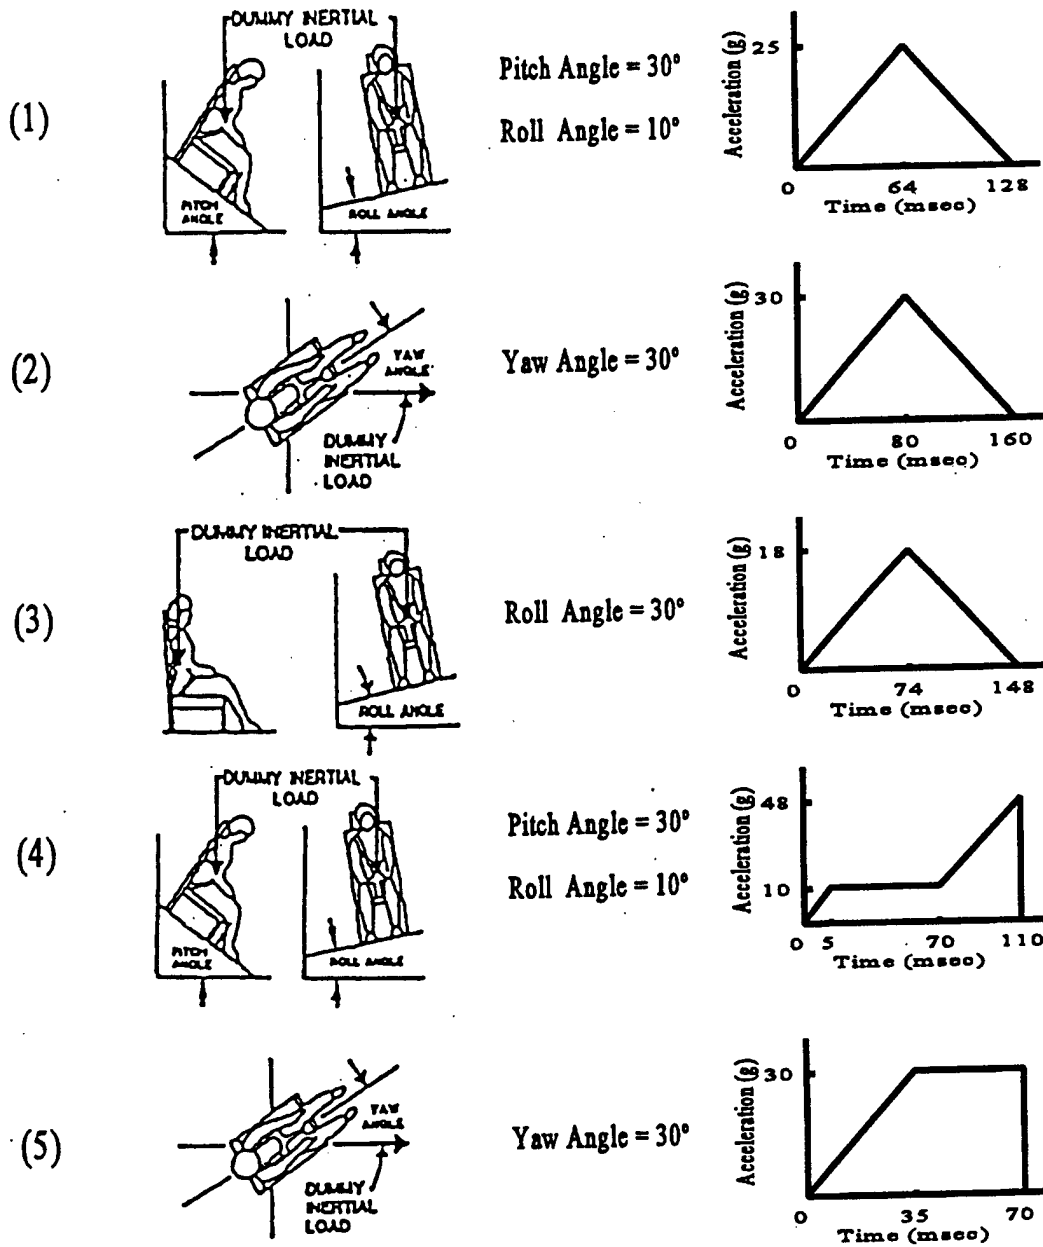 (1)
DUMMY INERTIAL
LOAD
PITCH
ANGLE
ROLL ANGLE
Pitch Angle = 30°
Roll Angle = 10°
Acceleration (g)
25
0 64 128
Time (msec)
(2)
YAW
ANGLE
DUMMY
INERTIAL
LOAD
Yaw Angle = 30°
Acceleration (g)
30
0 80 160
Time (msec)
(3)
DUMMY INERTIAL
LOAD
ROLL ANGLE
Roll Angle = 30°
Acceleration (g)
18
0 74 148
Time (msec)
(4)
DUMMY INERTIAL
LOAD
PITCH
ANGLE
ROLL ANGLE
Pitch Angle = 30°
Roll Angle = 10°
Acceleration (g)
48
10
0 5 70 110
Time (msec)
(5)
YAW
ANGLE
DUMMY
INERTIAL
LOAD
Yaw Angle = 30°
Acceleration (g)
30
0 35 70
Time (msec)